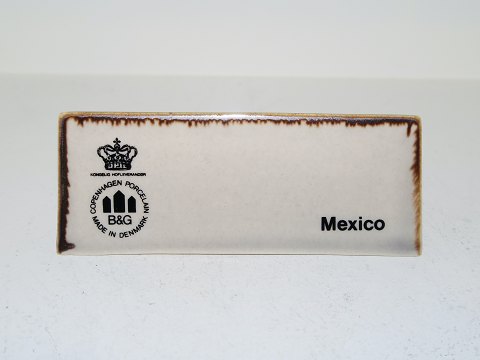 KONGELIG HOFLEVERANDØR
COPENHAGEN PORCELAIN
B&G
MADE IN DENMARK
Mexico